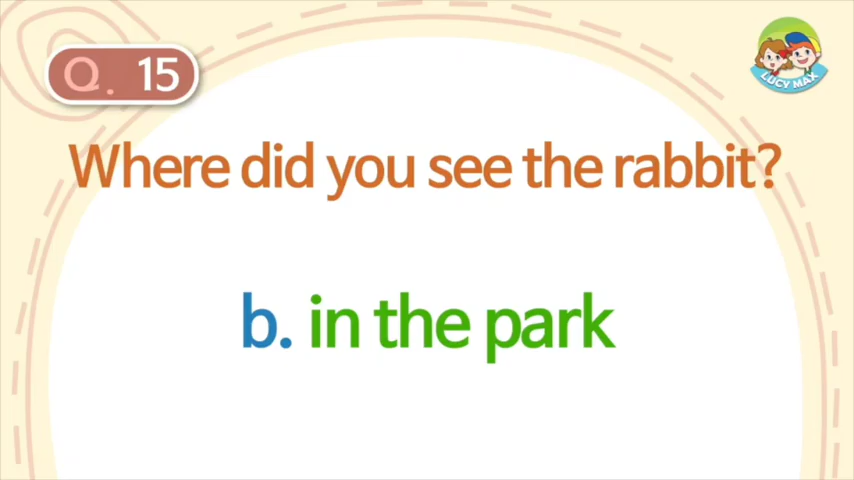 Q. 15
LUCY MAX
Where did you see the rabbit?
b. in the park